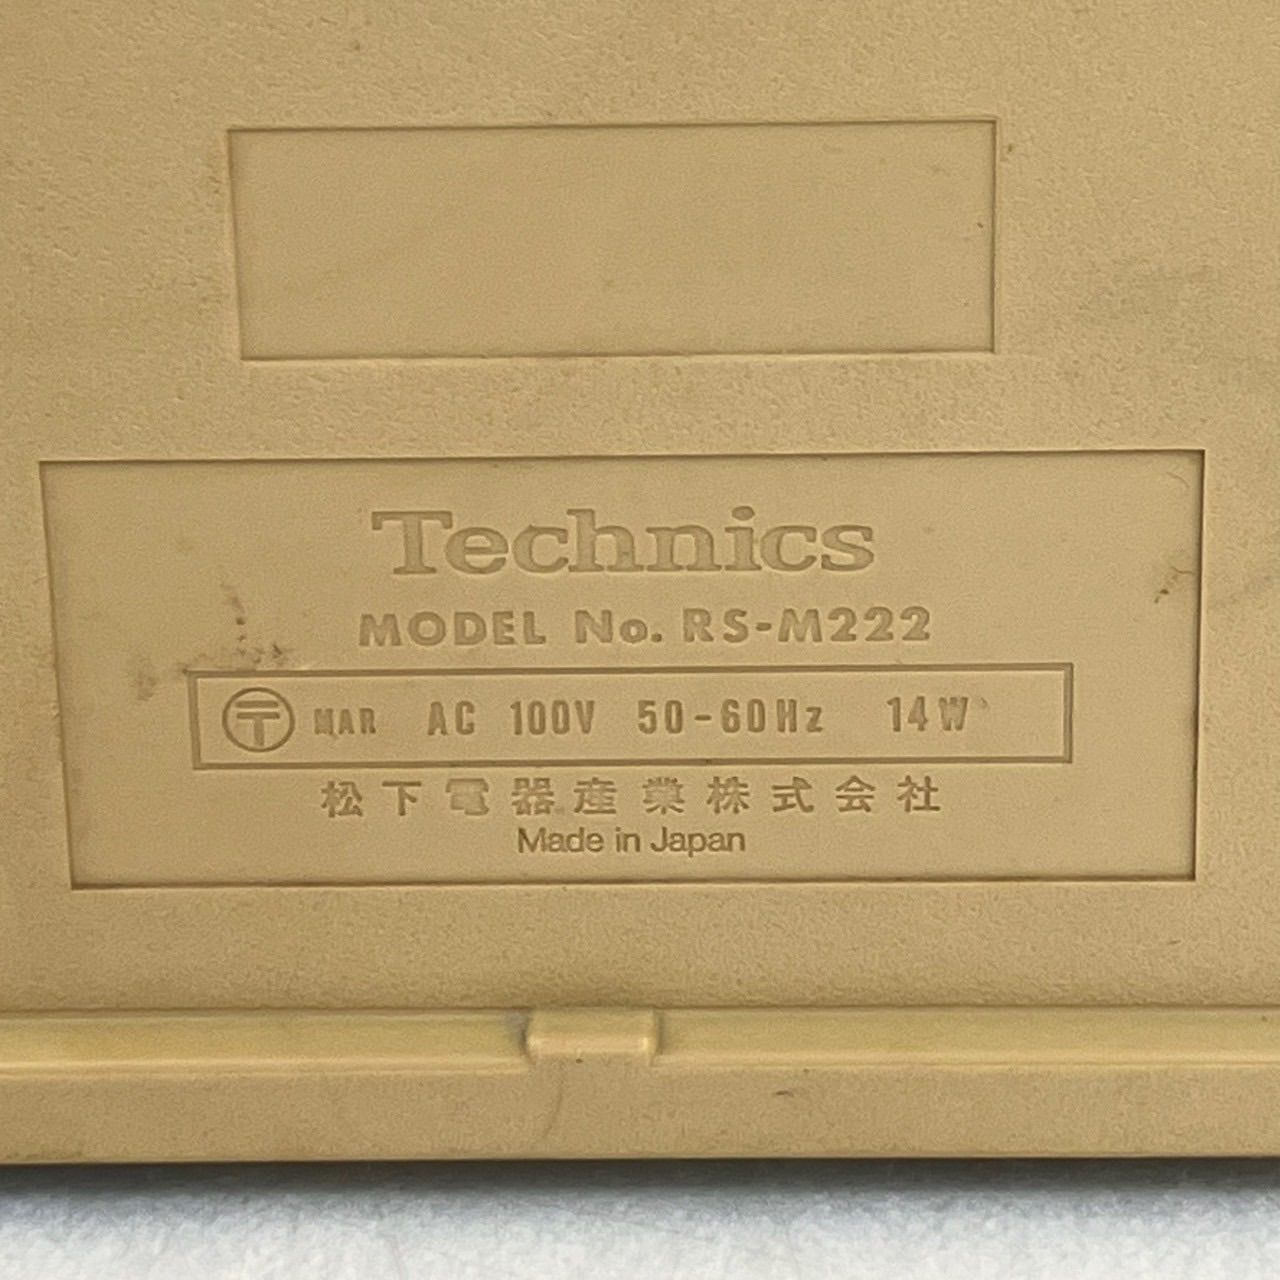 Technics
MODEL No. RS-M222
〒 MAR AC 100V 50-60Hz 14W
松下電器産業株式会社
Made in Japan